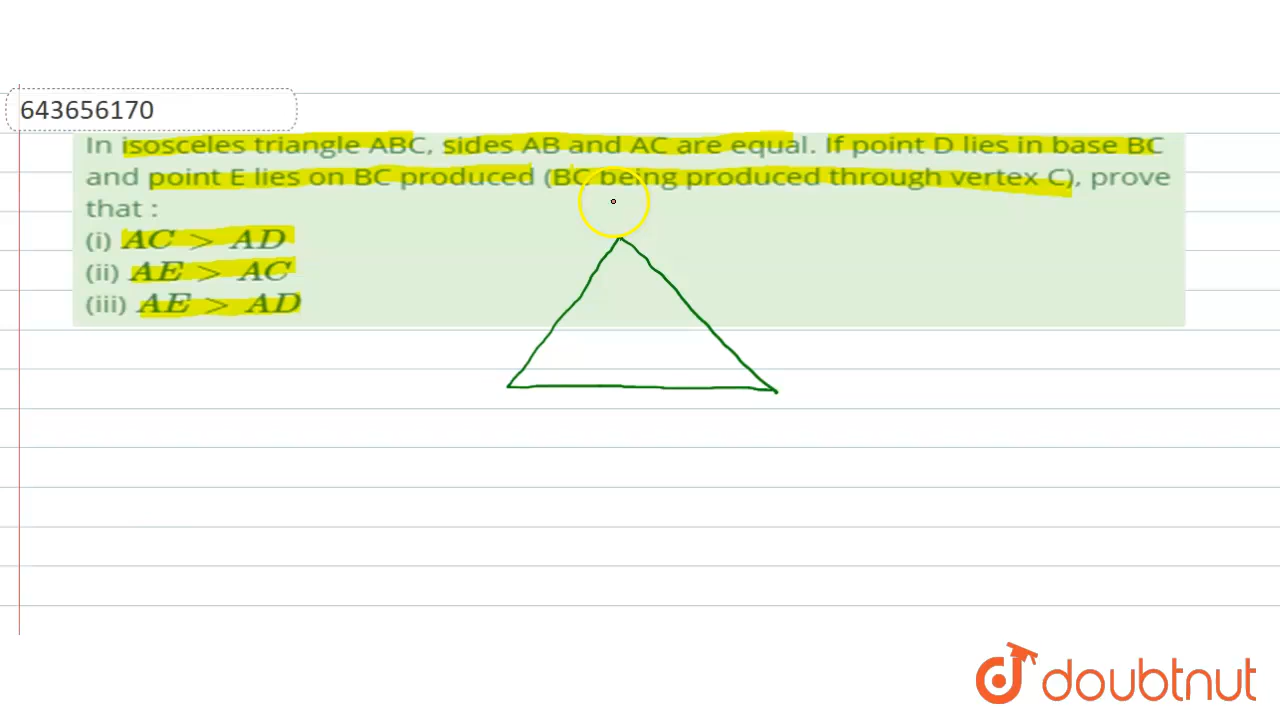 643656170
In isosceles triangle ABC, sides AB and AC are equal. If point D lies in base BC
and point E lies on BC produced (BC being produced through vertex C), prove
that :
(i) AC > AD
(ii) AE > AC
(iii) AE > AD
doubtnut